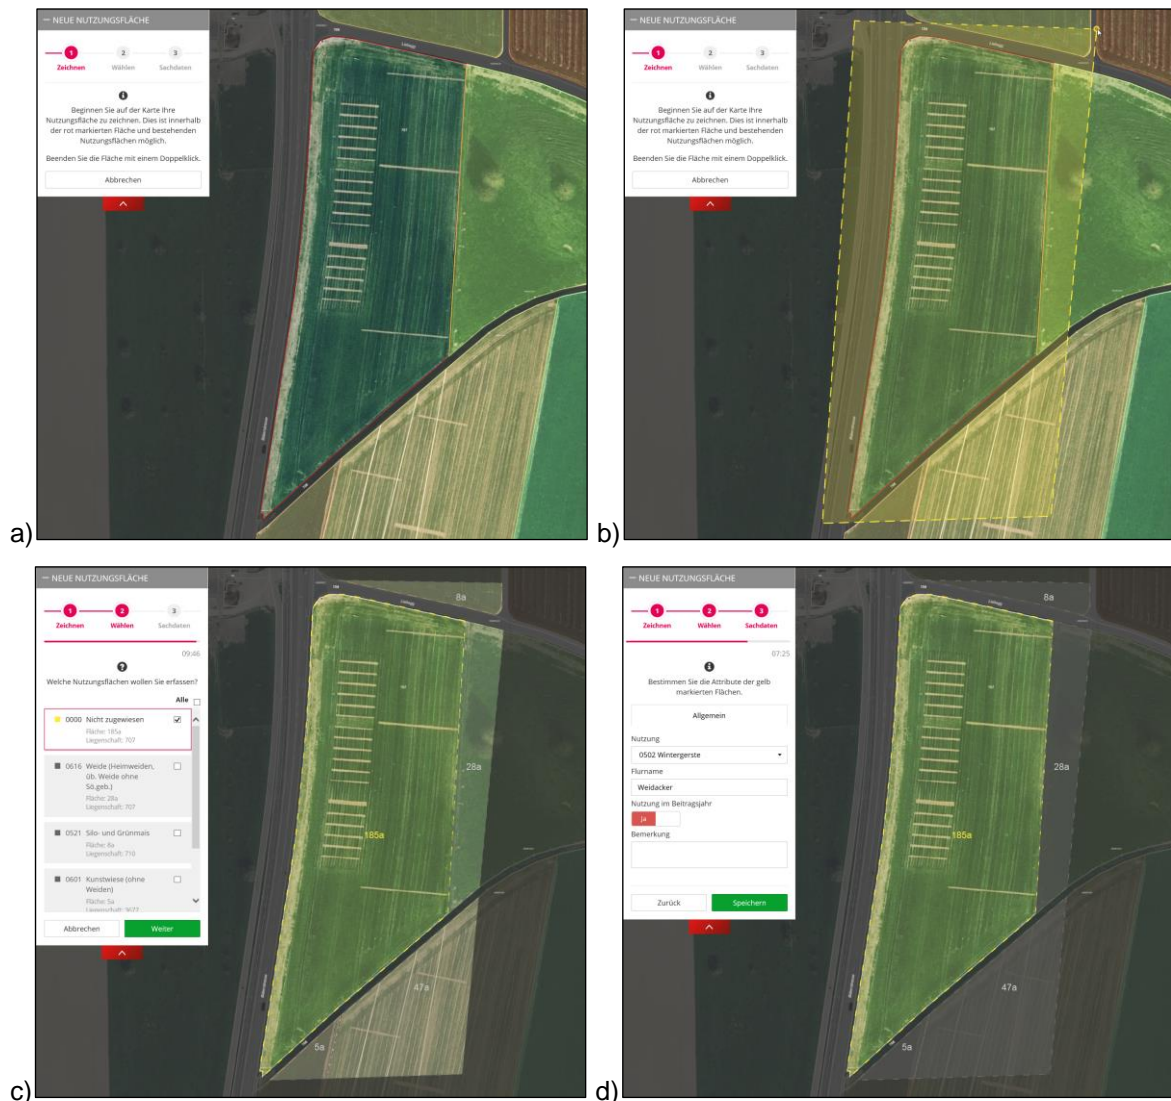 — NEUE NUTZUNGSFLÄCHE
1 2 3
Zeichnen Wählen Sachdaten
Beginnen Sie auf der Karte Ihre
Nutzungsfläche zu zeichnen. Dies ist innerhalb
der rot markierten Fläche und bestehenden
Nutzungsflächen möglich.
Beenden Sie die Fläche mit einem Doppelklick.
Abbrechen
a)
— NEUE NUTZUNGSFLÄCHE
1 2 3
Zeichnen Wählen Sachdaten
Beginnen Sie auf der Karte Ihre
Nutzungsfläche zu zeichnen. Dies ist innerhalb
der rot markierten Fläche und bestehenden
Nutzungsflächen möglich.
Beenden Sie die Fläche mit einem Doppelklick.
Abbrechen
b)
— NEUE NUTZUNGSFLÄCHE
1 2 3
Zeichnen Wählen Sachdaten
09:46
Welche Nutzungsflächen wollen Sie erfassen?
Alle
0000 Nicht zugewiesen
Fläche: 185a
Liegenschaft: 707
0616 Weide (Heimweiden,
üb. Weide ohne
Sö.geb.)
Fläche: 28a
Liegenschaft: 707
0521 Silo- und Grünmais
Fläche: 8a
Liegenschaft: 710
0601 Kunstwiese (ohne
Weiden)
Fläche: 5a
Abbrechen Weiter
8a
28a
185a
47a
5a
c)
— NEUE NUTZUNGSFLÄCHE
1 2 3
Zeichnen Wählen Sachdaten
07:25
Bestimmen Sie die Attribute der gelb
markierten Flächen.
Allgemein
Nutzung
0502 Wintergerste
Flurname
Weidacker
Nutzung im Beitragsjahr
Ja
Bemerkung
Zurück Speichern
8a
28a
185a
47a
5a
d)